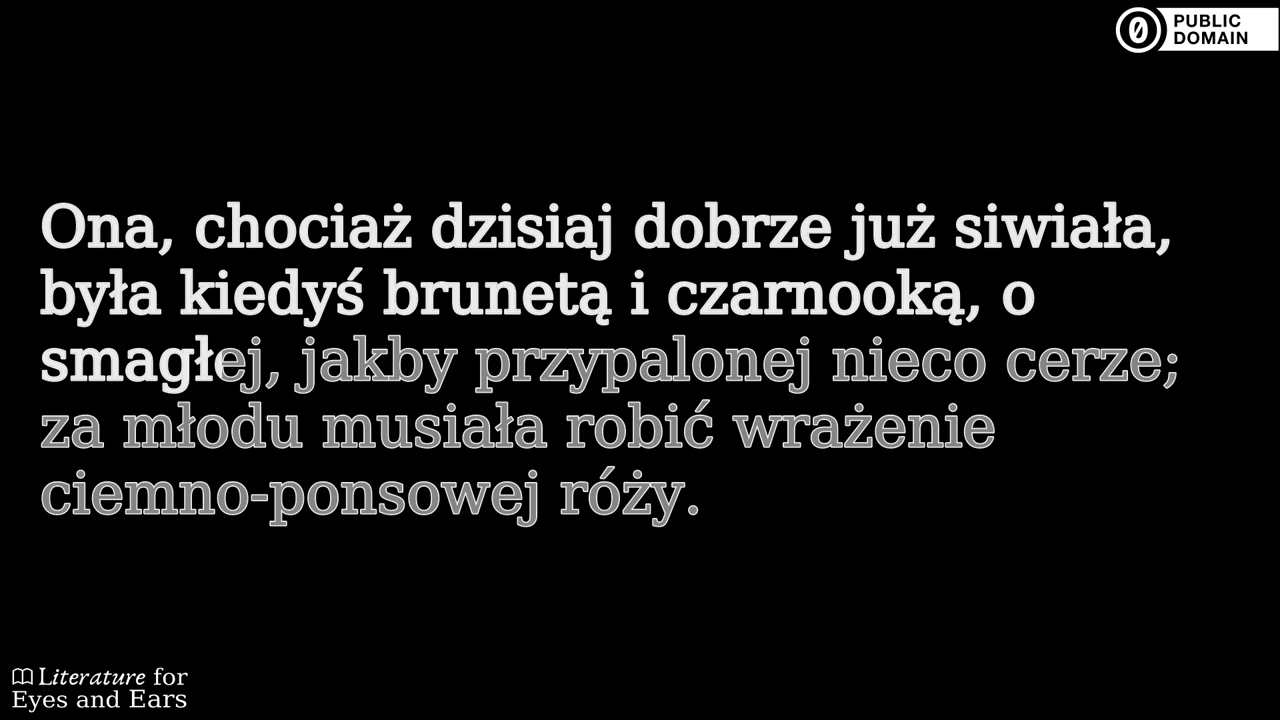 PUBLIC
DOMAIN
Ona, chociaż dzisiaj dobrze już siwiała,
była kiedyś brunetą i czarnooką, o
smagłej, jakby przypalonej nieco cerze;
za młodu musiała robić wrażenie
ciemno-ponsowej róży.
Literature for
Eyes and Ears